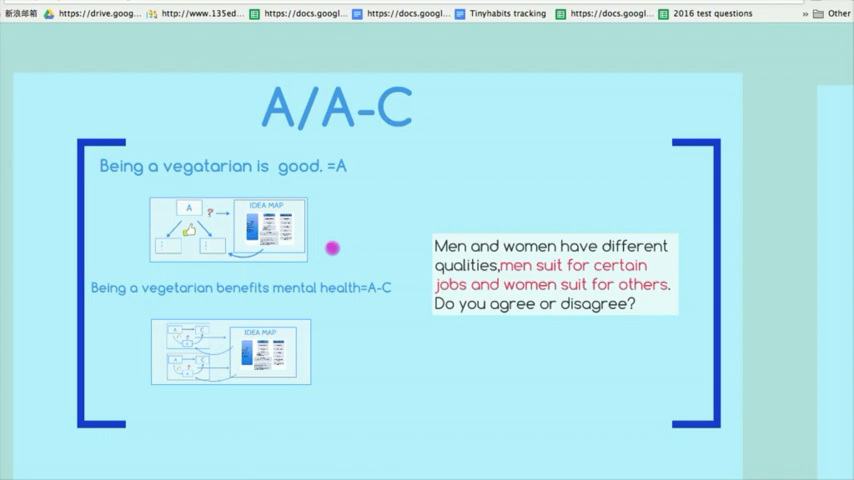 新浪邮箱 https://drive.goog... http://www.135ed... https://docs.googl... https://docs.googl... Tinyhabits tracking https://docs.googl... 2016 test questions » Other
A/A-C
Being a vegatarian is good. =A
A ? IDEA MAP
Being a vegetarian benefits mental health=A-C
A C IDEA MAP
A C
Men and women have different
qualities,men suit for certain
jobs and women suit for others.
Do you agree or disagree?